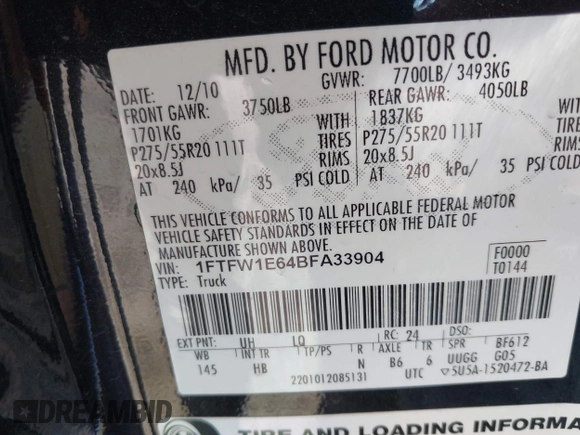 MFD. BY FORD MOTOR CO.
DATE: 12/10 GVWR: 7700LB/ 3493KG
FRONT GAWR: 3750LB REAR GAWR: 4050LB
1701KG WITH 1837KG WITH
P275/55R20 111T TIRES P275/55R20 111T
20x8.5J RIMS 20x8.5J
AT 240 kPa/ 35 PSI COLD AT 240 kPa/ 35 PSI COLD
THIS VEHICLE CONFORMS TO ALL APPLICABLE FEDERAL MOTOR
VEHICLE SAFETY STANDARDS IN EFFECT ON THE DATE OF
MANUFACTURE SHOWN ABOVE.
VIN: 1FTFW1E64BFA33904 F0000
TYPE: Truck T0144
EXT PNT: UH LQ RC: 24 DSO:
WB INT TR TP/PS R AXLE TR SPR BF612
145 HB N B6 6 UUGG G05
2201012085131 UTC 5U5A-1520472-BA
TIRE AND LOADING INFORMA
DREAMBID